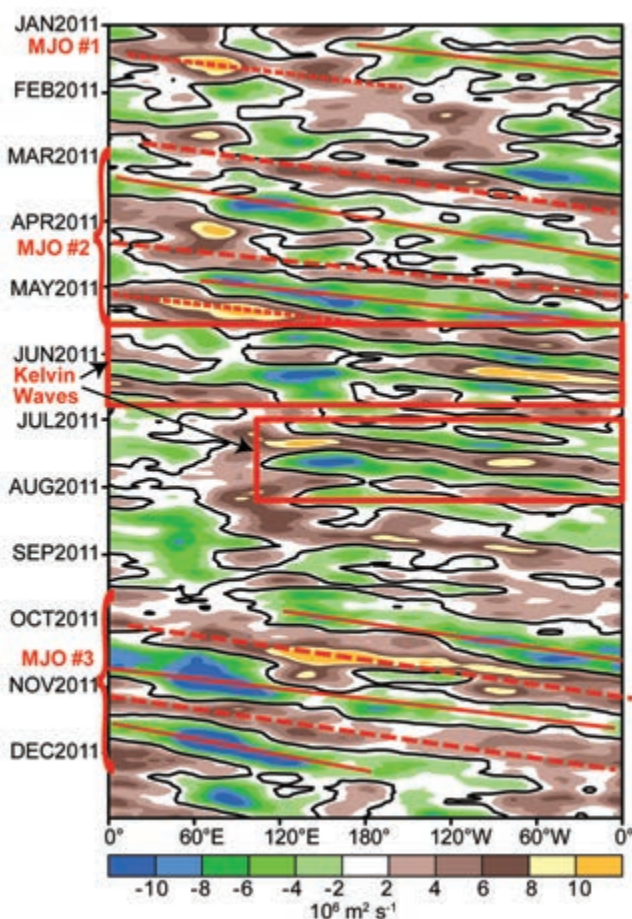 JAN2011
MJO #1
FEB2011
MAR2011
APR2011
MJO #2
MAY2011
JUN2011
Kelvin
Waves
JUL2011
AUG2011
SEP2011
OCT2011
MJO #3
NOV2011
DEC2011
0° 60°E 120°E 180° 120°W 60°W 0°
-10 -8 -6 -4 -2 2 4 6 8 10
10⁶ m² s⁻¹